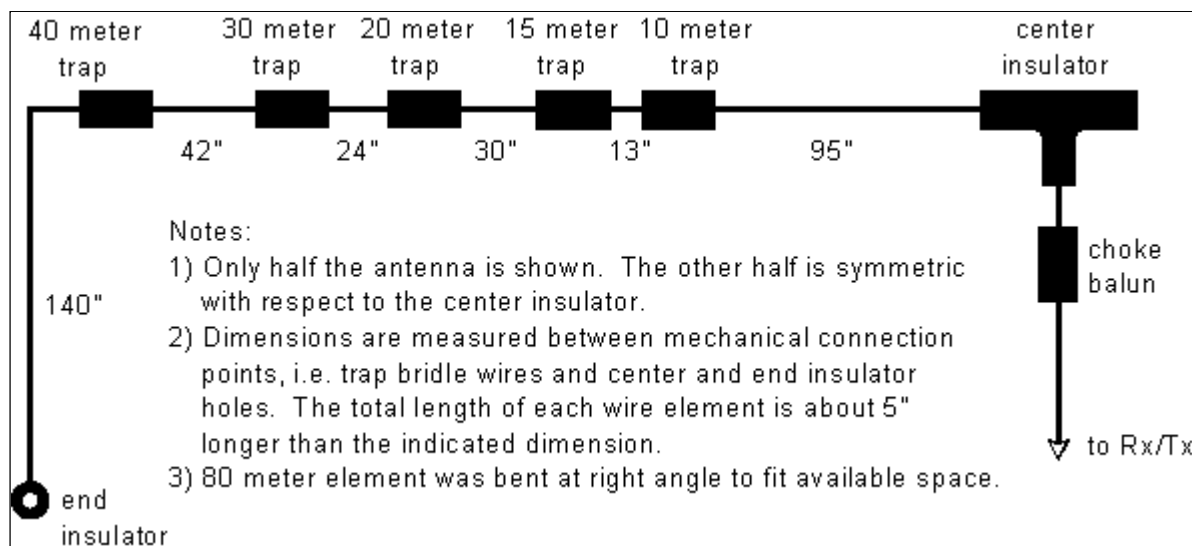 40 meter 30 meter 20 meter 15 meter 10 meter center
trap trap trap trap trap insulator
42" 24" 30" 13" 95"
Notes:
1) Only half the antenna is shown. The other half is symmetric
with respect to the center insulator.
140"
2) Dimensions are measured between mechanical connection
points, i.e. trap bridle wires and center and end insulator
holes. The total length of each wire element is about 5"
longer than the indicated dimension.
3) 80 meter element was bent at right angle to fit available space.
choke
balun
to Rx/Tx
end
insulator